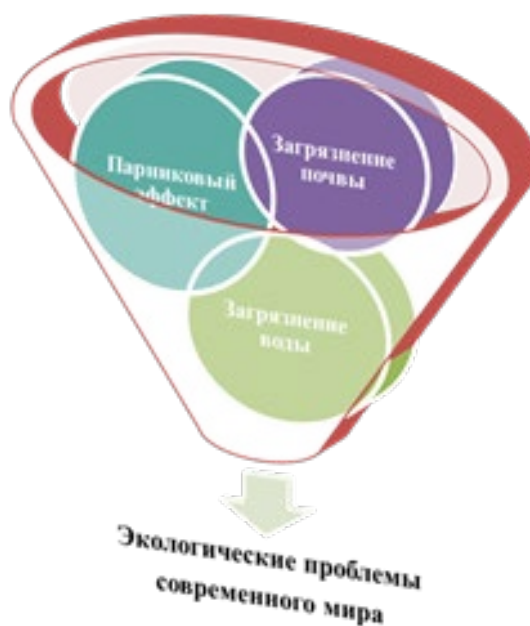 Парниковый
эффект
Загрязнение
почвы
Загрязнение
воды
Экологические проблемы
современного мира